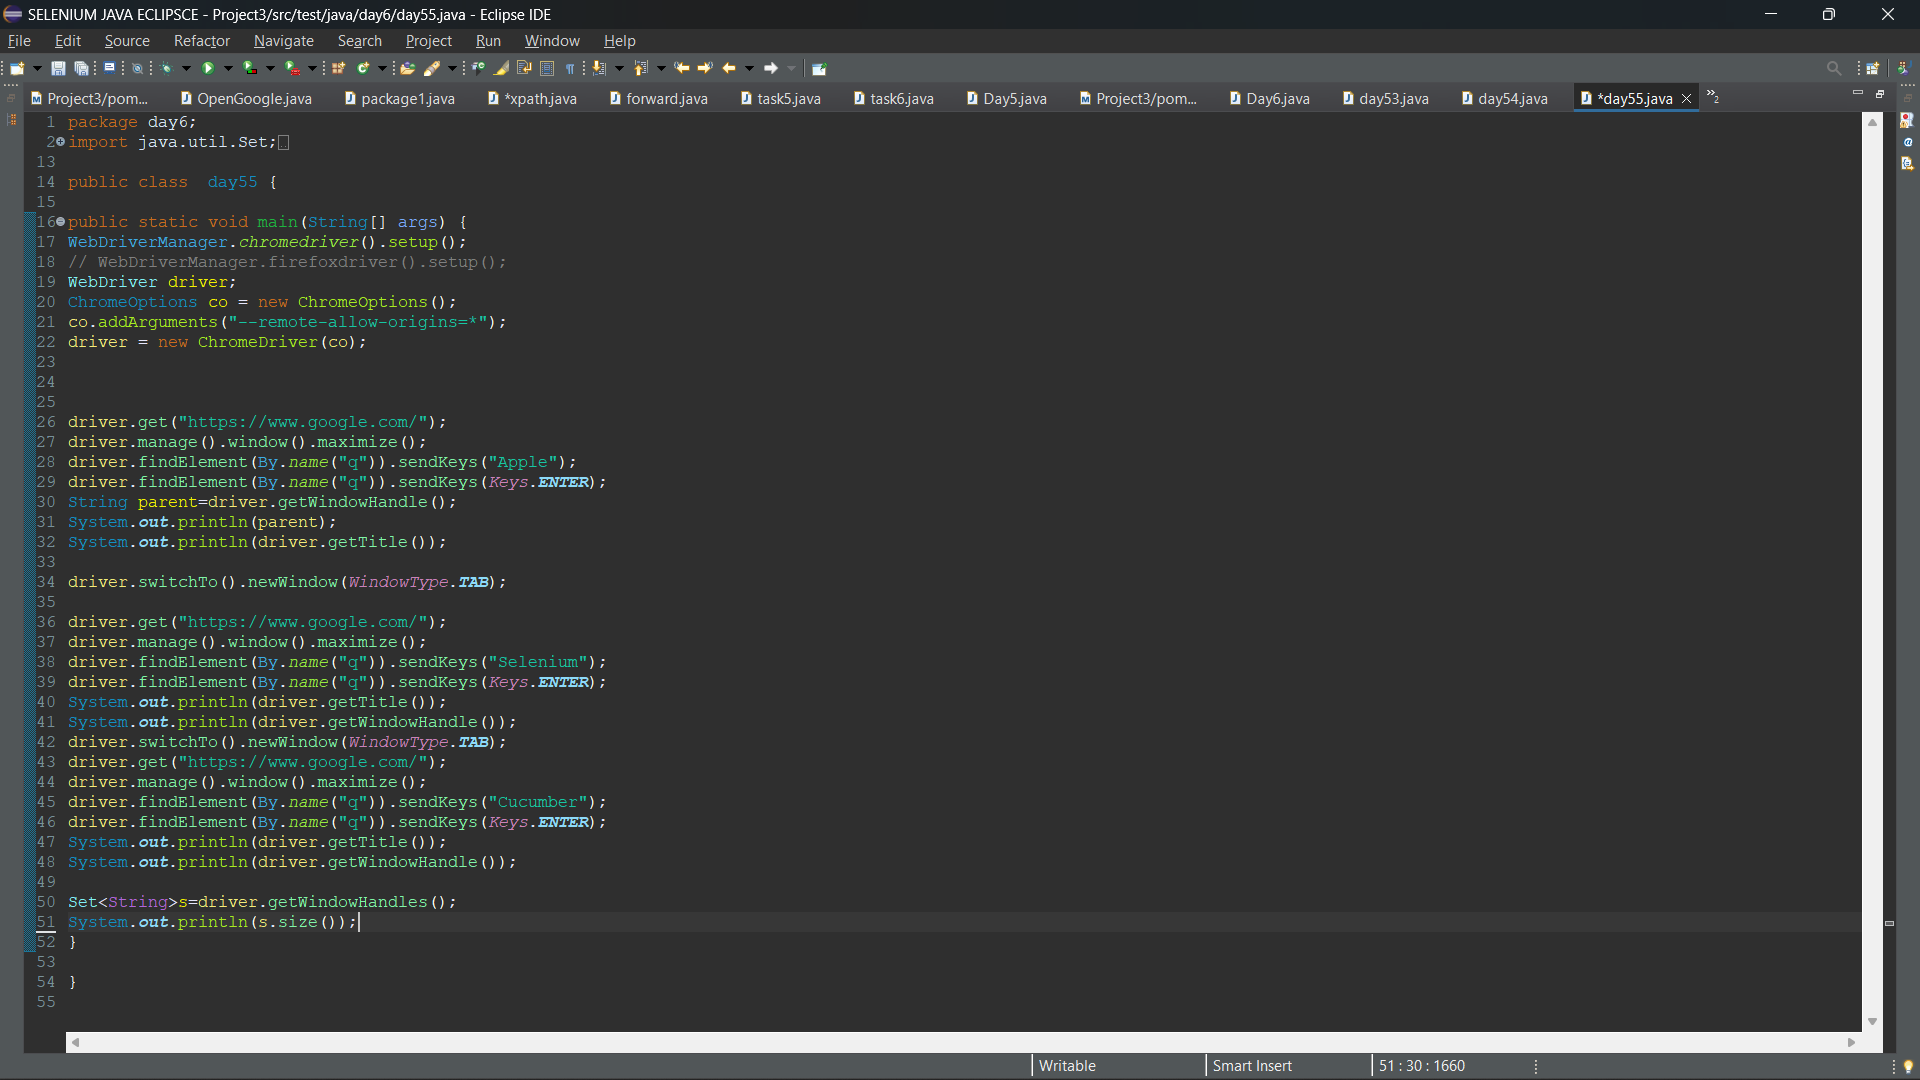 SELENIUM JAVA ECLIPSCE - Project3/src/test/java/day6/day55.java - Eclipse IDE
File Edit Source Refactor Navigate Search Project Run Window Help
Project3/pom... OpenGoogle.java package1.java *xpath.java forward.java task5.java task6.java Day5.java Project3/pom... Day6.java day53.java day54.java *day55.java »2
1 package day6;
2 import java.util.Set;
13
14 public class  day55 {
15
16 public static void main(String[] args) {
17 WebDriverManager.chromedriver().setup();
18 // WebDriverManager.firefoxdriver().setup();
19 WebDriver driver;
20 ChromeOptions co = new ChromeOptions();
21 co.addArguments("--remote-allow-origins=*");
22 driver = new ChromeDriver(co);
23
24
25
26 driver.get("https://www.google.com/");
27 driver.manage().window().maximize();
28 driver.findElement(By.name("q")).sendKeys("Apple");
29 driver.findElement(By.name("q")).sendKeys(Keys.ENTER);
30 String parent=driver.getWindowHandle();
31 System.out.println(parent);
32 System.out.println(driver.getTitle());
33
34 driver.switchTo().newWindow(WindowType.TAB);
35
36 driver.get("https://www.google.com/");
37 driver.manage().window().maximize();
38 driver.findElement(By.name("q")).sendKeys("Selenium");
39 driver.findElement(By.name("q")).sendKeys(Keys.ENTER);
40 System.out.println(driver.getTitle());
41 System.out.println(driver.getWindowHandle());
42 driver.switchTo().newWindow(WindowType.TAB);
43 driver.get("https://www.google.com/");
44 driver.manage().window().maximize();
45 driver.findElement(By.name("q")).sendKeys("Cucumber");
46 driver.findElement(By.name("q")).sendKeys(Keys.ENTER);
47 System.out.println(driver.getTitle());
48 System.out.println(driver.getWindowHandle());
49
50 Set<String>s=driver.getWindowHandles();
51 System.out.println(s.size());
52 }
53
54 }
55
Writable Smart Insert 51 : 30 : 1660